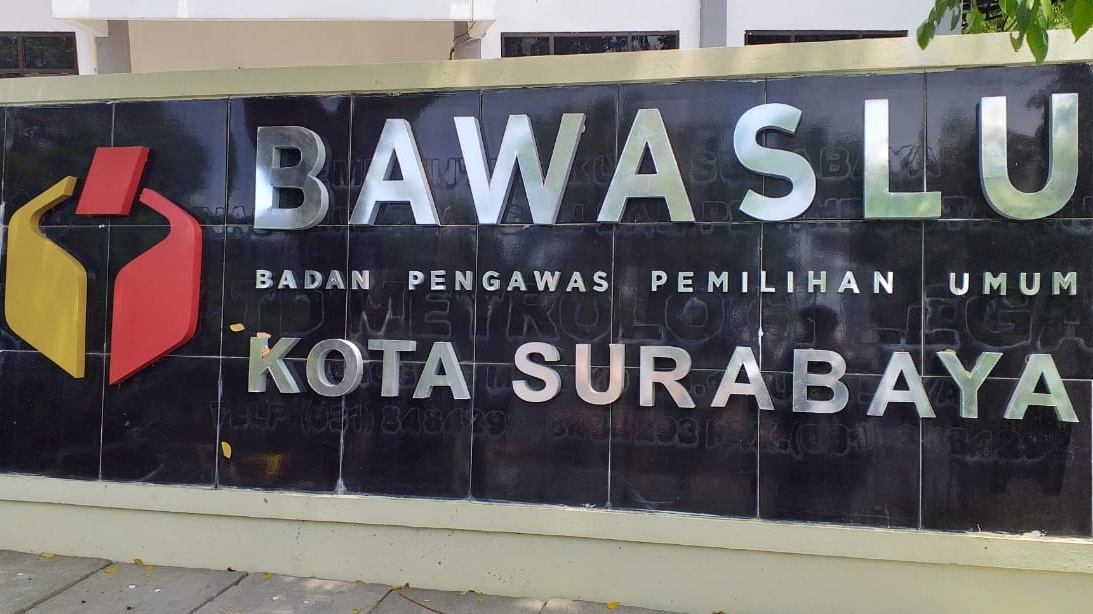 BAWASLU
BADAN PENGAWAS PEMILIHAN UMUM
KOTA SURABAYA